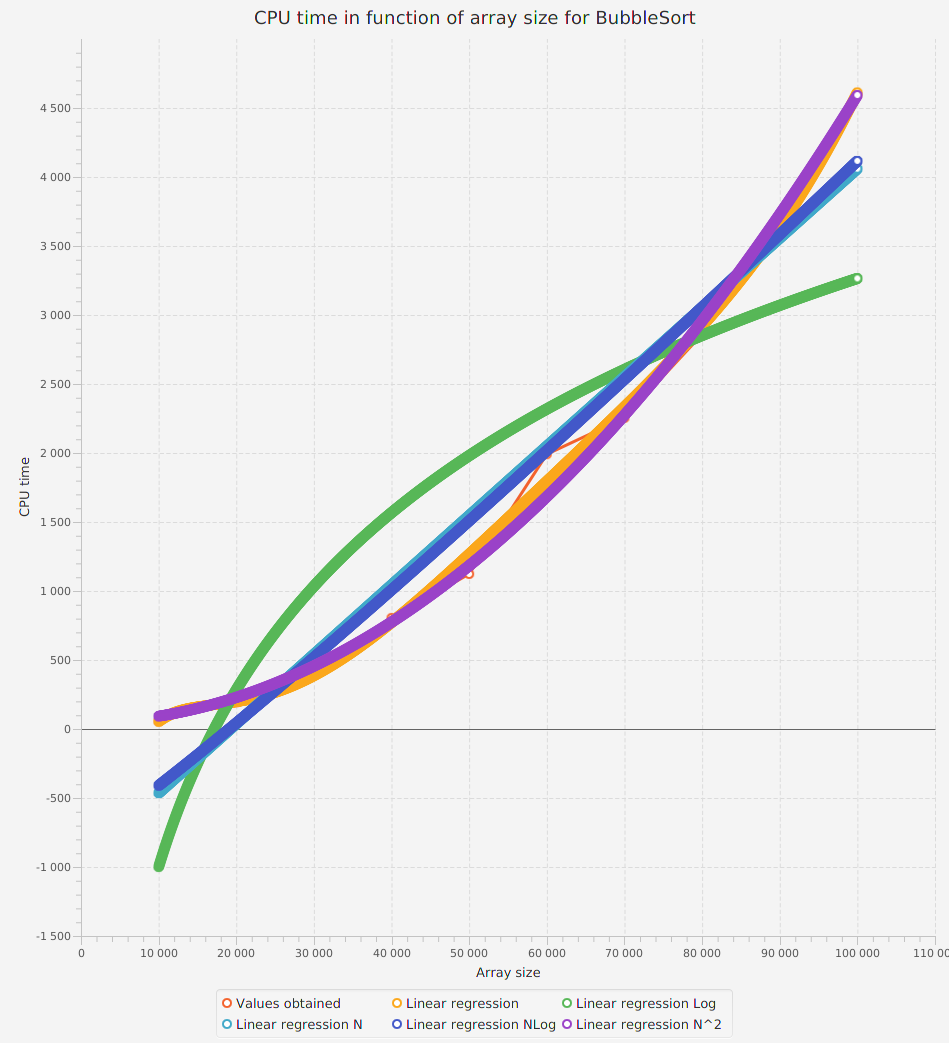 CPU time in function of array size for BubbleSort
4 500
4 000
3 500
3 000
2 500
2 000
1 500
1 000
500
0
-500
-1 000
-1 500
CPU time
0 10 000 20 000 30 000 40 000 50 000 60 000 70 000 80 000 90 000 100 000 110 00
Array size
Values obtained Linear regression Linear regression Log
Linear regression N Linear regression NLog Linear regression N^2